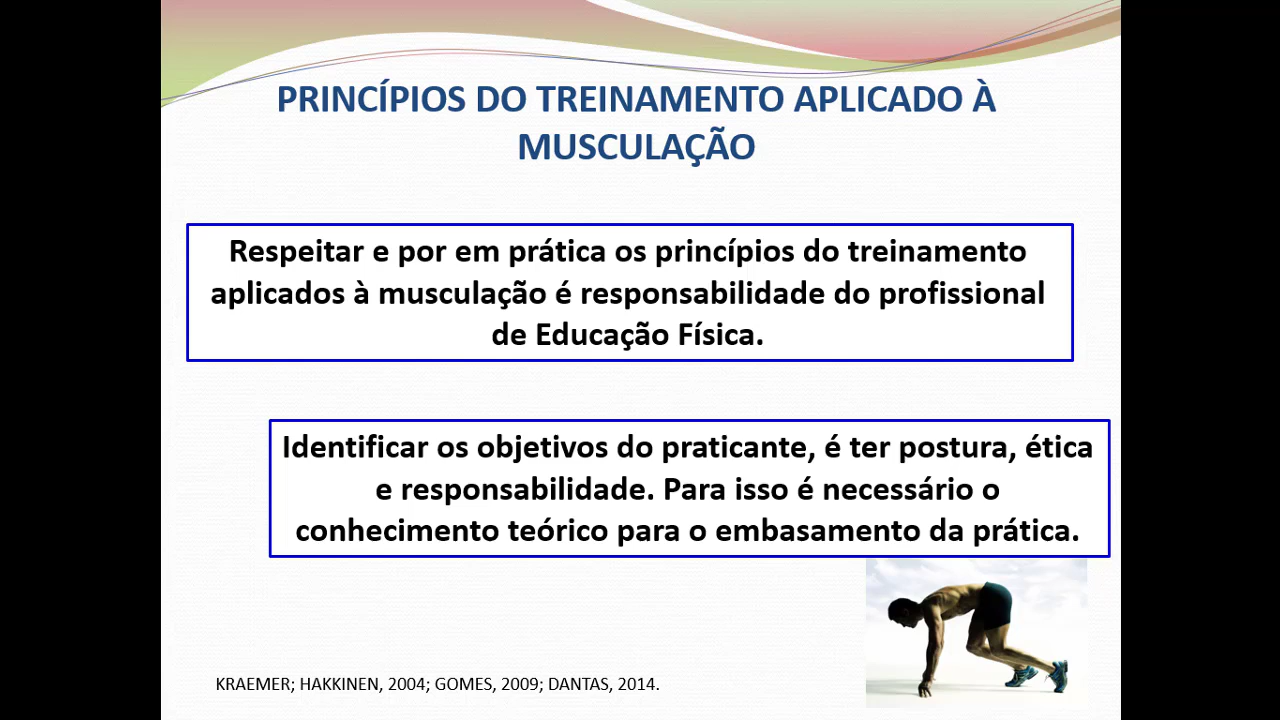 PRINCÍPIOS DO TREINAMENTO APLICADO À
MUSCULAÇÃO
Respeitar e por em prática os princípios do treinamento
aplicados à musculação é responsabilidade do profissional
de Educação Física.
Identificar os objetivos do praticante, é ter postura, ética
e responsabilidade. Para isso é necessário o
conhecimento teórico para o embasamento da prática.
KRAEMER; HAKKINEN, 2004; GOMES, 2009; DANTAS, 2014.